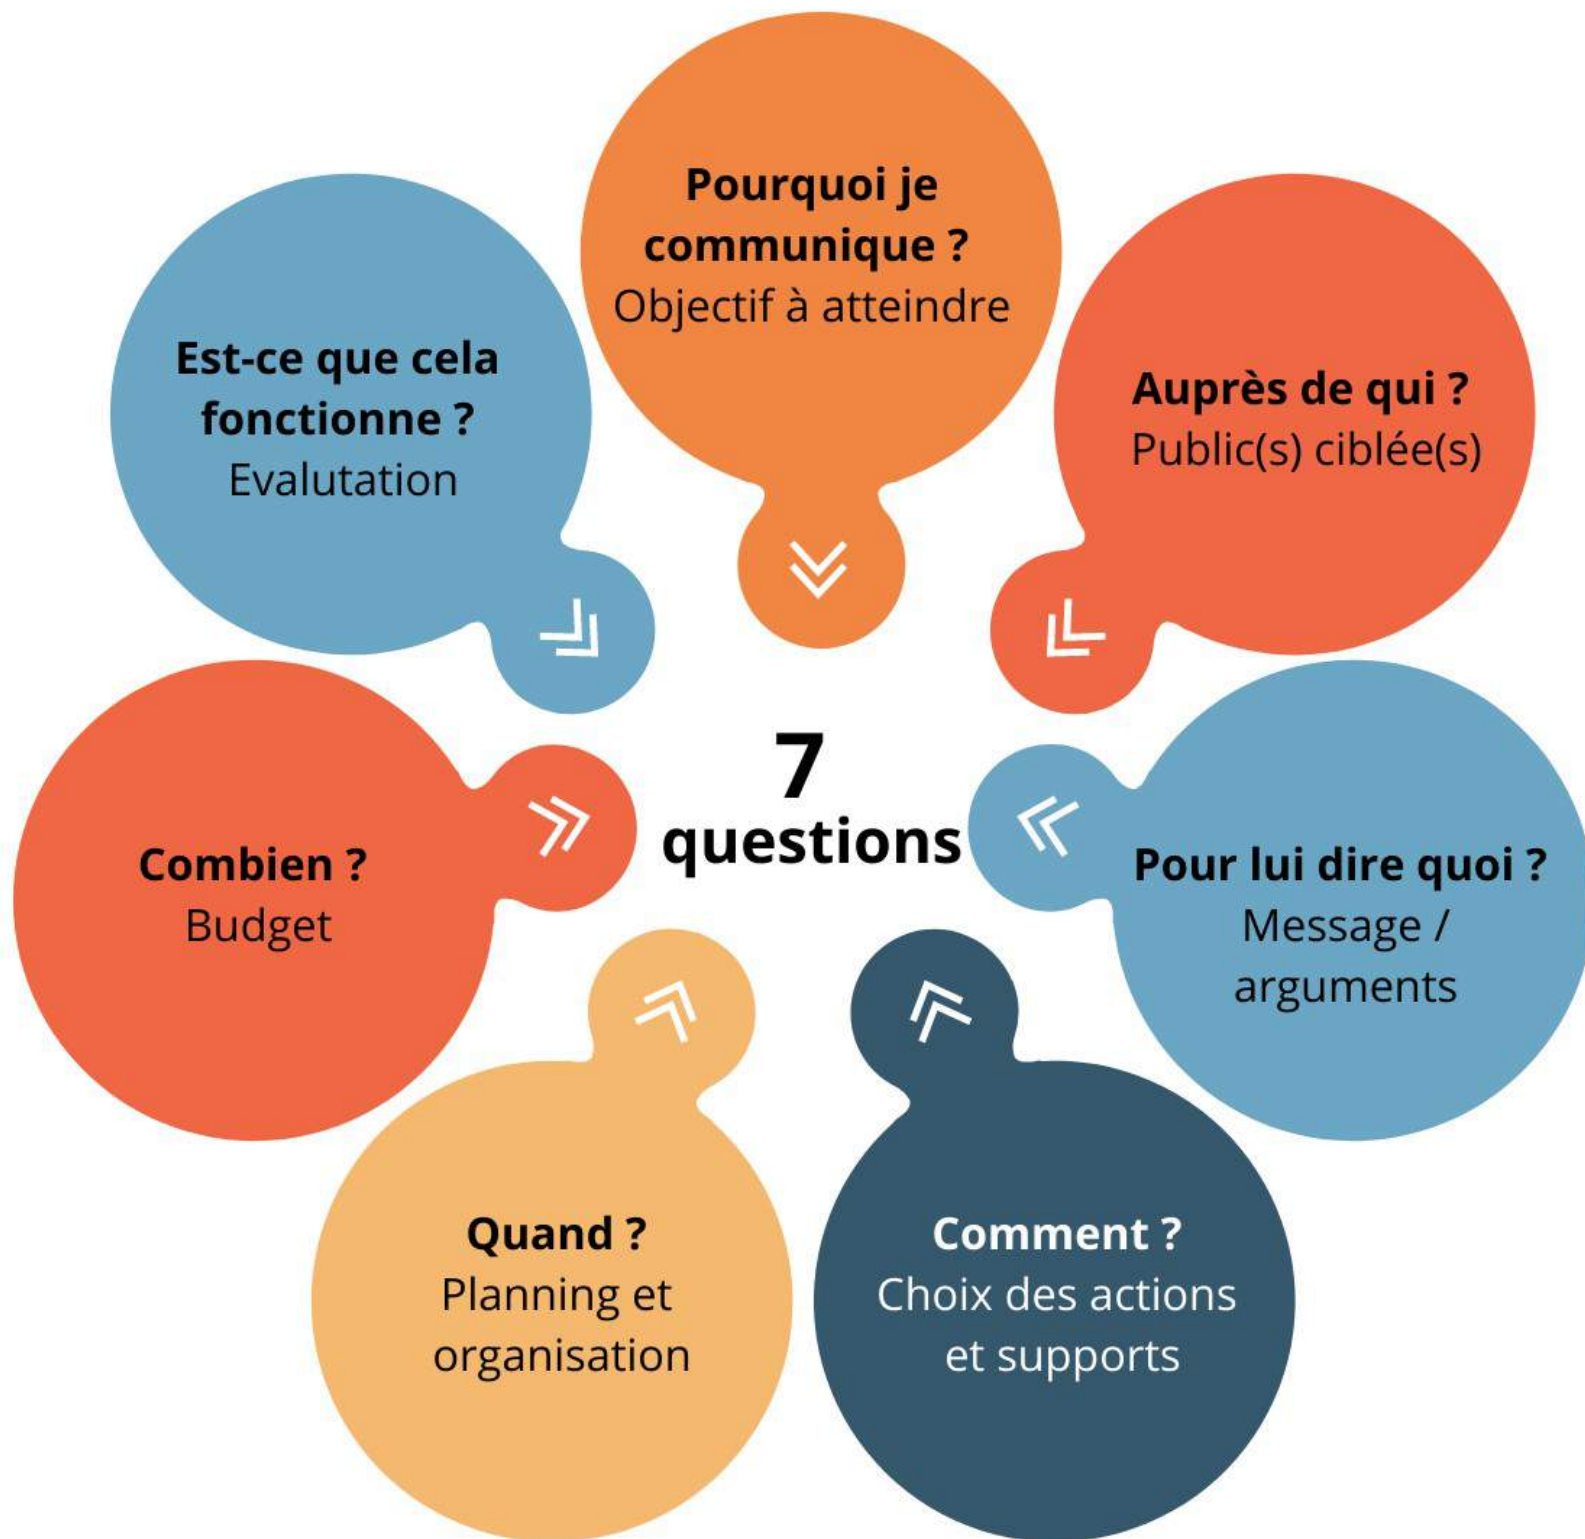 Pourquoi je
communique ?
Objectif à atteindre
Auprès de qui ?
Public(s) ciblée(s)
Pour lui dire quoi ?
Message /
arguments
Comment ?
Choix des actions
et supports
Quand ?
Planning et
organisation
Combien ?
Budget
Est-ce que cela
fonctionne ?
Evalutation
7
questions